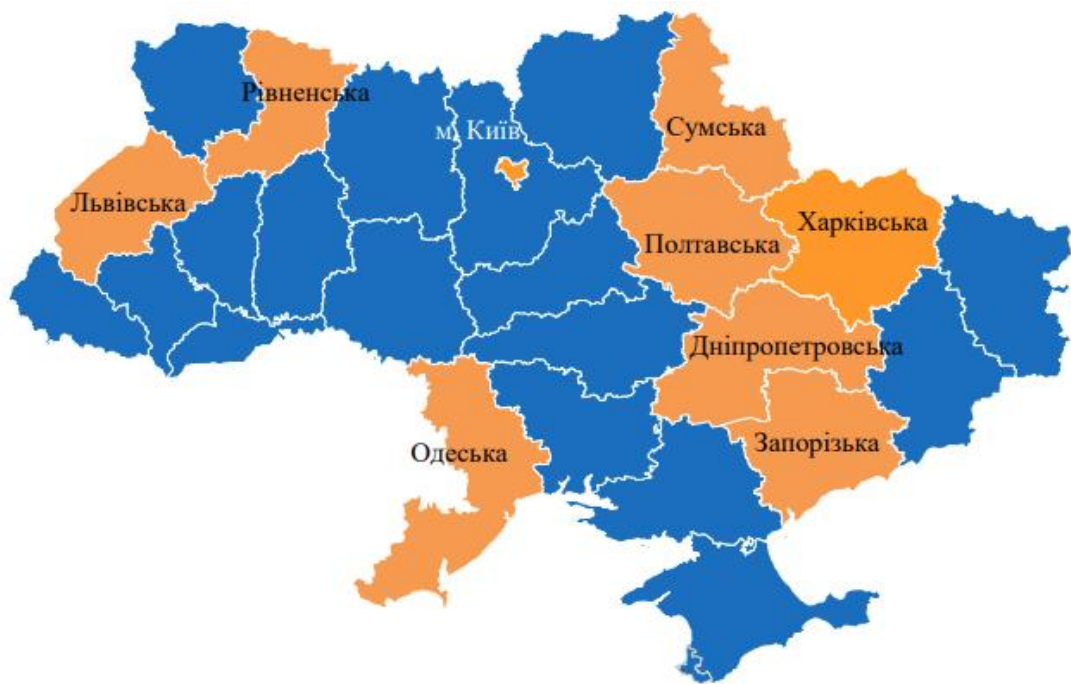 Рівненська
м. Київ
Сумська
Львівська
Харківська
Полтавська
Дніпропетровська
Запорізька
Одеська